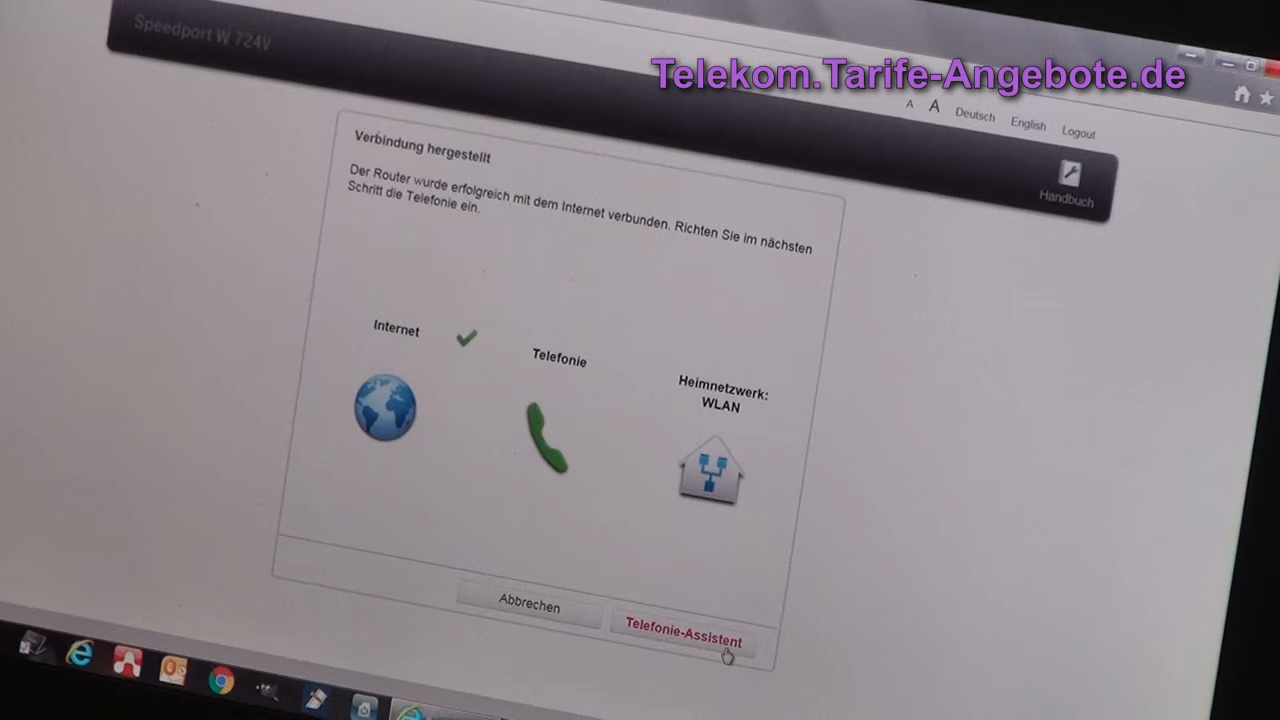 Speedport W 724V
Telekom.Tarife-Angebote.de
A A Deutsch English Logout
Handbuch
Verbindung hergestellt
Der Router wurde erfolgreich mit dem Internet verbunden. Richten Sie im nächsten
Schritt die Telefonie ein.
Internet
Telefonie
Heimnetzwerk:
WLAN
Abbrechen
Telefonie-Assistent